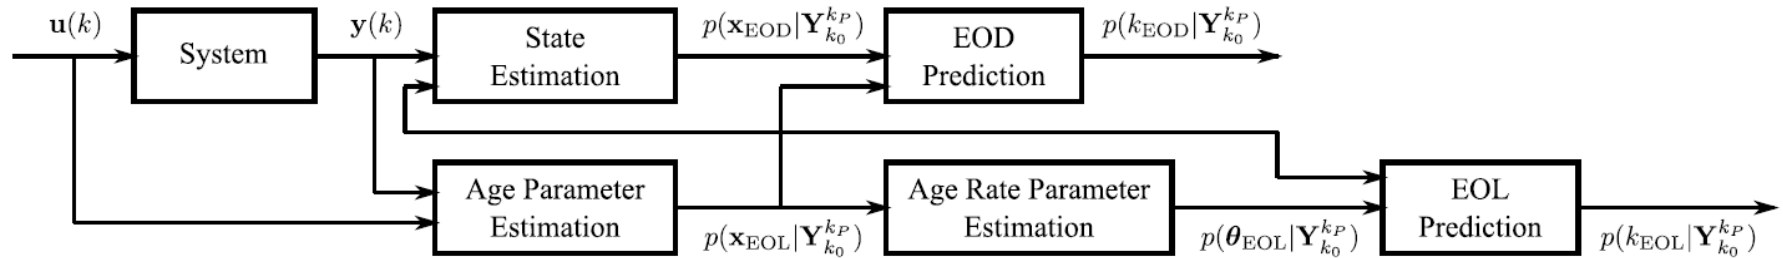 u(k)
System
y(k)
State
Estimation
p(x_EOD|Y_{k_0}^{k_P})
EOD
Prediction
p(k_EOD|Y_{k_0}^{k_P})
Age Parameter
Estimation
p(x_EOL|Y_{k_0}^{k_P})
Age Rate Parameter
Estimation
p(θ_EOL|Y_{k_0}^{k_P})
EOL
Prediction
p(k_EOL|Y_{k_0}^{k_P})